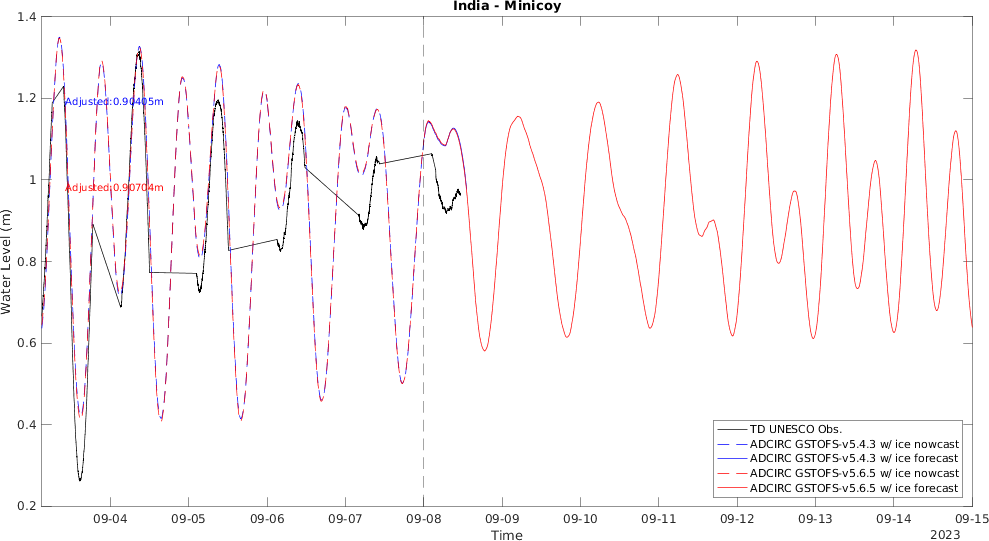 India - Minicoy
Water Level (m)
1.4
1.2
1
0.8
0.6
0.4
0.2
Adjusted:0.90405m
Adjusted:0.90704m
TD UNESCO Obs.
ADCIRC GSTOFS-v5.4.3 w/ ice nowcast
ADCIRC GSTOFS-v5.4.3 w/ ice forecast
ADCIRC GSTOFS-v5.6.5 w/ ice nowcast
ADCIRC GSTOFS-v5.6.5 w/ ice forecast
09-04 09-05 09-06 09-07 09-08 09-09 09-10 09-11 09-12 09-13 09-14 09-15
Time
2023